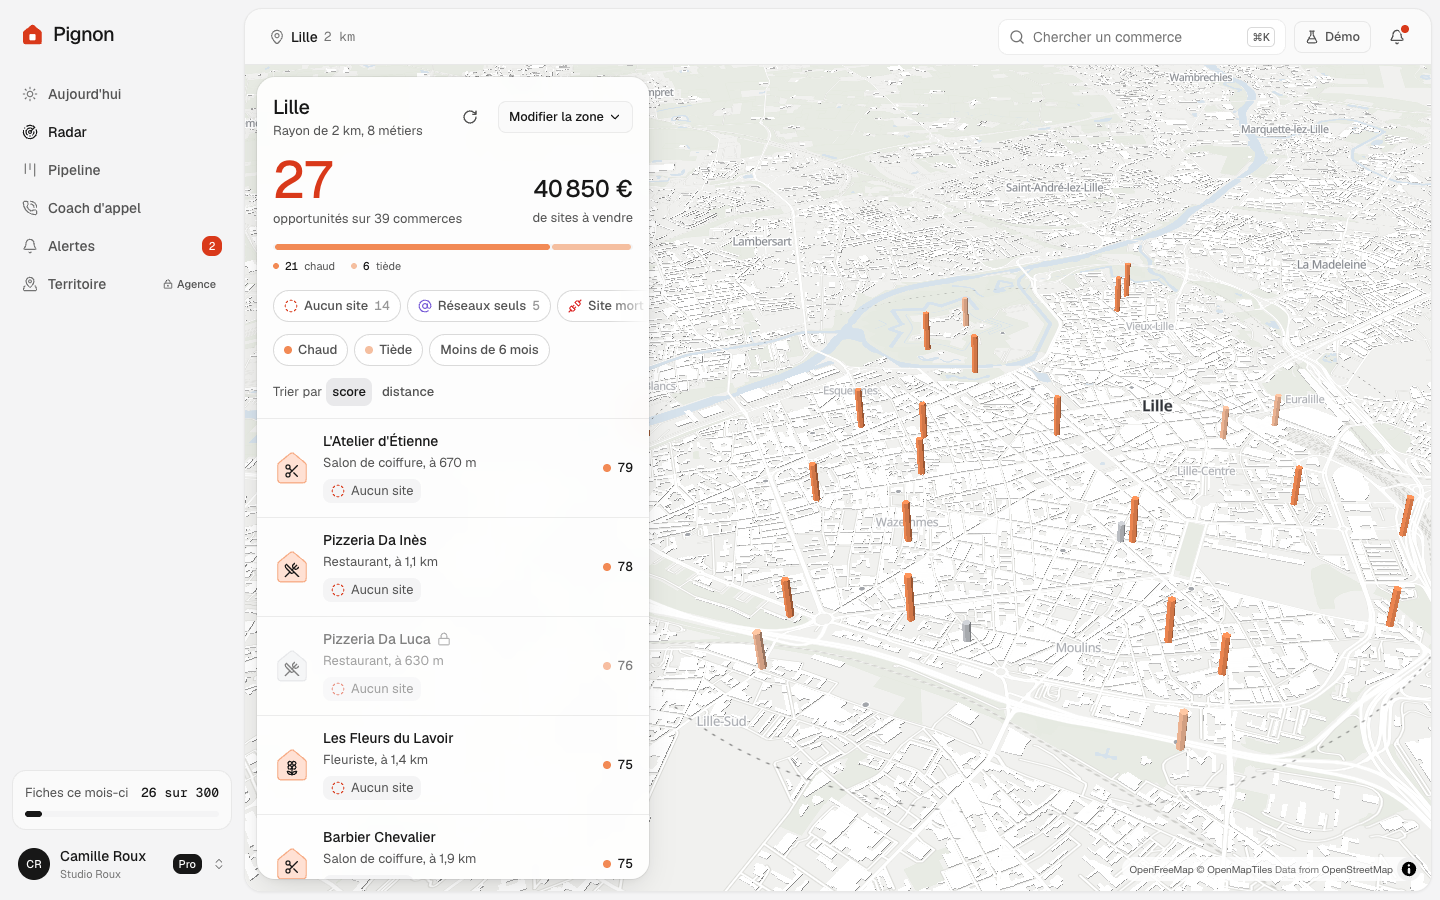 Pignon
Aujourd'hui
Radar
Pipeline
Coach d'appel
Alertes
2
Territoire
Agence
Fiches ce mois-ci
26 sur 300
CR
Camille Roux
Studio Roux
Pro
Lille 2 km
Chercher un commerce
⌘K
Démo
Lille
Rayon de 2 km, 8 métiers
Modifier la zone
27
40 850 €
opportunités sur 39 commerces
de sites à vendre
21 chaud
6 tiède
Aucun site 14
Réseaux seuls 5
Site mort
Chaud
Tiède
Moins de 6 mois
Trier par score distance
L'Atelier d'Étienne
Salon de coiffure, à 670 m
Aucun site
79
Pizzeria Da Inès
Restaurant, à 1,1 km
Aucun site
78
Pizzeria Da Luca
Restaurant, à 630 m
Aucun site
76
Les Fleurs du Lavoir
Fleuriste, à 1,4 km
Aucun site
75
Barbier Chevalier
Salon de coiffure, à 1,9 km
75
Wambrechies
Marquette-lez-Lille
Saint-André-lez-Lille
Lambersart
La Madeleine
Vieux-Lille
Lille
Euralille
Lille-Centre
Moulins
Lille-Sud
OpenFreeMap © OpenMapTiles Data from OpenStreetMap